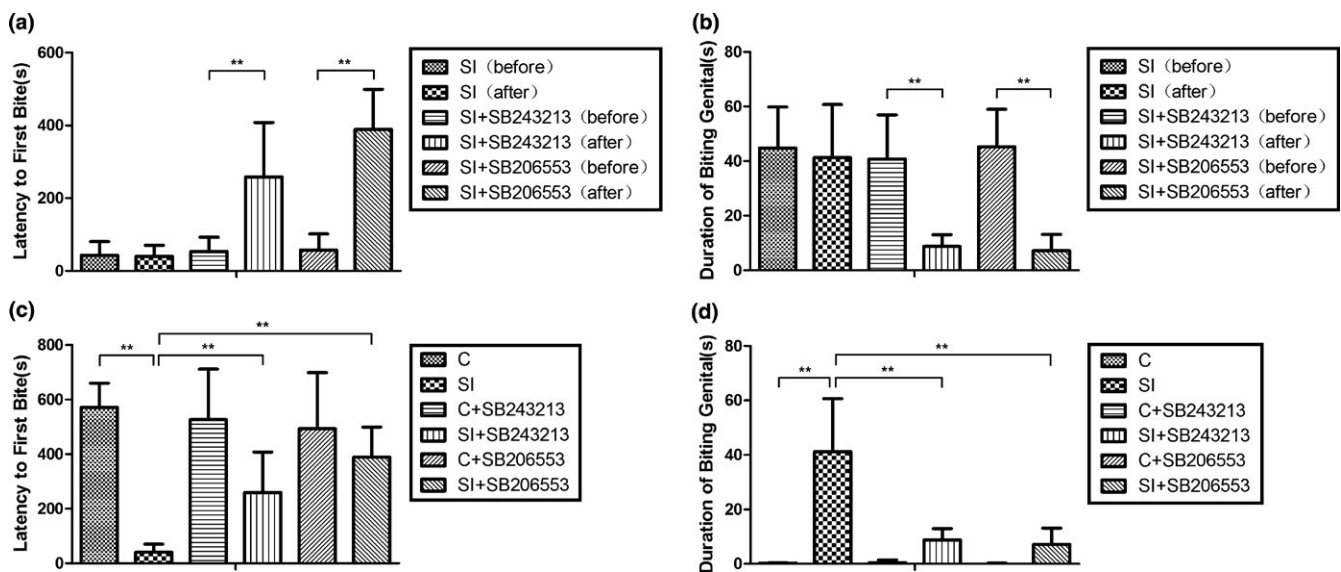 (a)
Latency to First Bite(s)
600
400
200
0
**
**
SI（before）
SI（after）
SI+SB243213（before）
SI+SB243213（after）
SI+SB206553（before）
SI+SB206553（after）
(b)
Duration of Biting Genital(s)
80
60
40
20
0
**
**
SI（before）
SI（after）
SI+SB243213（before）
SI+SB243213（after）
SI+SB206553（before）
SI+SB206553（after）
(c)
Latency to First Bite(s)
800
600
400
200
0
**
**
**
C
SI
C+SB243213
SI+SB243213
C+SB206553
SI+SB206553
(d)
Duration of Biting Genital(s)
80
60
40
20
0
**
**
**
C
SI
C+SB243213
SI+SB243213
C+SB206553
SI+SB206553